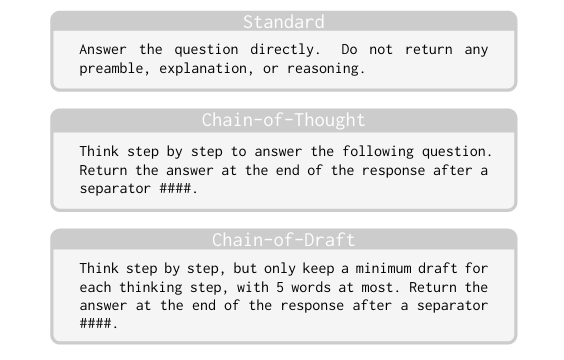 Standard
Answer the question directly. Do not return any
preamble, explanation, or reasoning.
Chain-of-Thought
Think step by step to answer the following question.
Return the answer at the end of the response after a
separator ####.
Chain-of-Draft
Think step by step, but only keep a minimum draft for
each thinking step, with 5 words at most. Return the
answer at the end of the response after a separator
####.